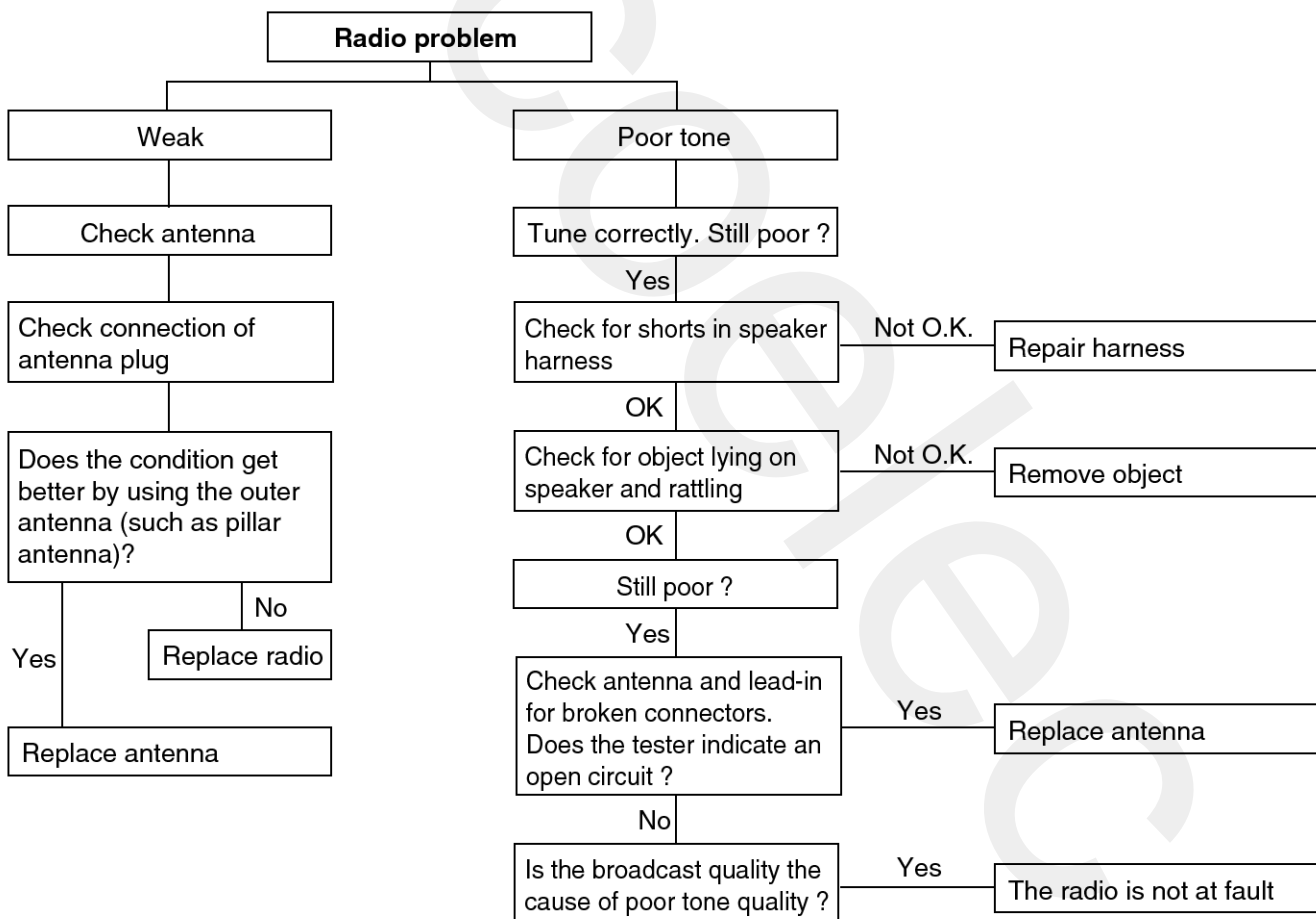 Radio problem
Weak
Check antenna
Check connection of
antenna plug
Does the condition get
better by using the outer
antenna (such as pillar
antenna)?
No
Replace radio
Yes
Replace antenna
Poor tone
Tune correctly. Still poor ?
Yes
Check for shorts in speaker
harness
Not O.K.
Repair harness
OK
Check for object lying on
speaker and rattling
Not O.K.
Remove object
OK
Still poor ?
Yes
Check antenna and lead-in
for broken connectors.
Does the tester indicate an
open circuit ?
Yes
Replace antenna
No
Is the broadcast quality the
cause of poor tone quality ?
Yes
The radio is not at fault
coelec